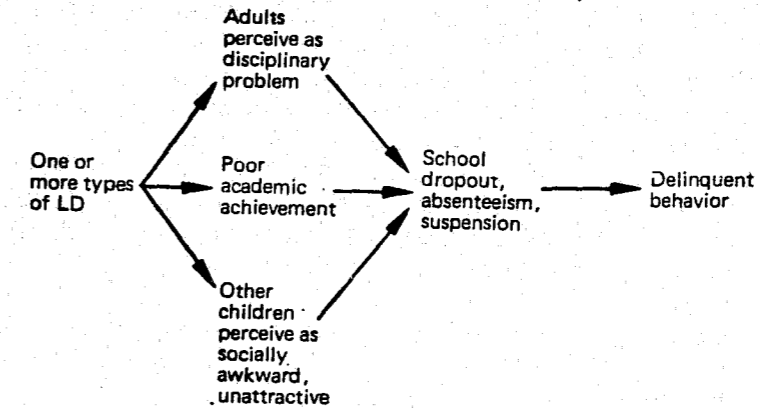 Adults
perceive as
disciplinary
problem
One or
more types
of LD
Poor
academic
achievement
School
dropout,
absenteeism,
suspension
Delinquent
behavior
Other
children
perceive as
socially
awkward,
unattractive